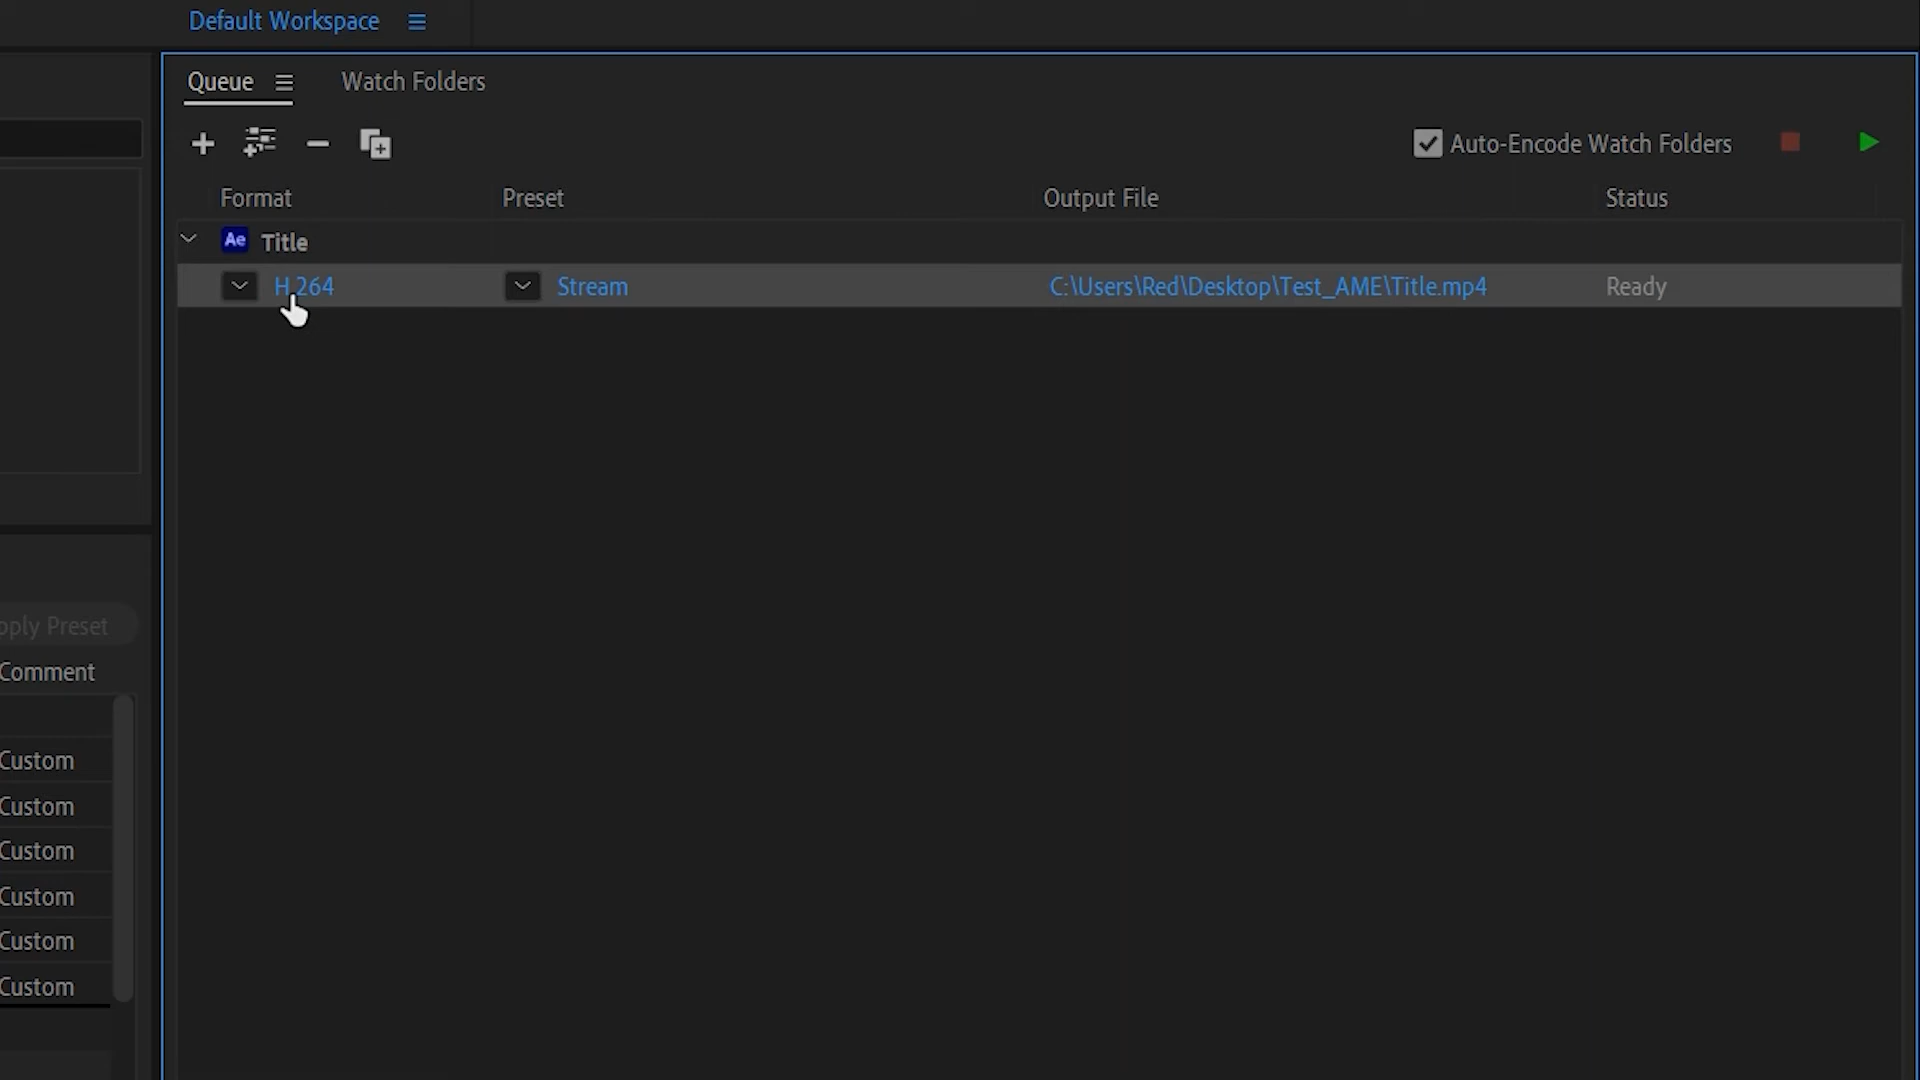 Default Workspace
Queue Watch Folders
Auto-Encode Watch Folders
Format Preset Output File Status
Ae Title
H.264 Stream C:\Users\Red\Desktop\Test_AME\Title.mp4 Ready
Preset
Comment
Custom
Custom
Custom
Custom
Custom
Custom